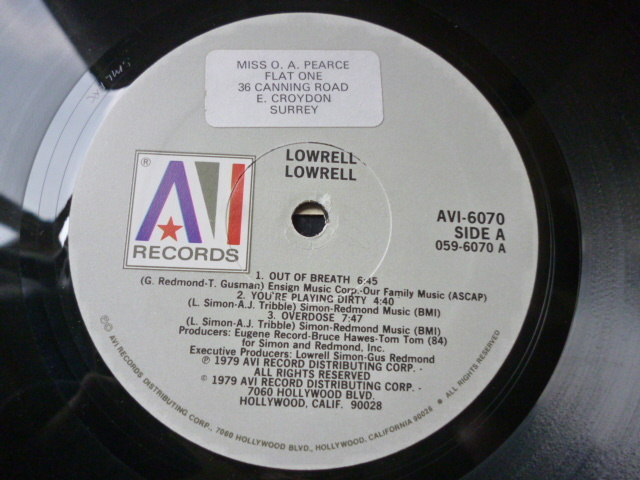 MISS O. A. PEARCE
FLAT ONE
36 CANNING ROAD
E. CROYDON
SURREY
LOWRELL
LOWRELL
® AVI
RECORDS
AVI-6070
SIDE A
059-6070 A
1. OUT OF BREATH 6:45
(G. Redmond-T. Gusman) Ensign Music Corp.-Our Family Music (ASCAP)
2. YOU'RE PLAYING DIRTY 4:40
(L. Simon-A.J. Tribble) Simon-Redmond Music (BMI)
3. OVERDOSE 7:47
(L. Simon-A.J. Tribble) Simon-Redmond Music (BMI)
Producers: Eugene Record-Bruce Hawes-Tom Tom (84)
for Simon and Redmond, Inc.
Executive Producers: Lowrell Simon-Gus Redmond
℗ 1979 AVI RECORD DISTRIBUTING CORP. -
ALL RIGHTS RESERVED
© 1979 AVI RECORD DISTRIBUTING CORP. -
7060 HOLLYWOOD BLVD.
HOLLYWOOD, CALIF. 90028
℗© AVI RECORDS DISTRIBUTING CORP., 7060 HOLLYWOOD BLVD., HOLLYWOOD, CALIFORNIA 90028 • ALL RIGHTS RESERVED